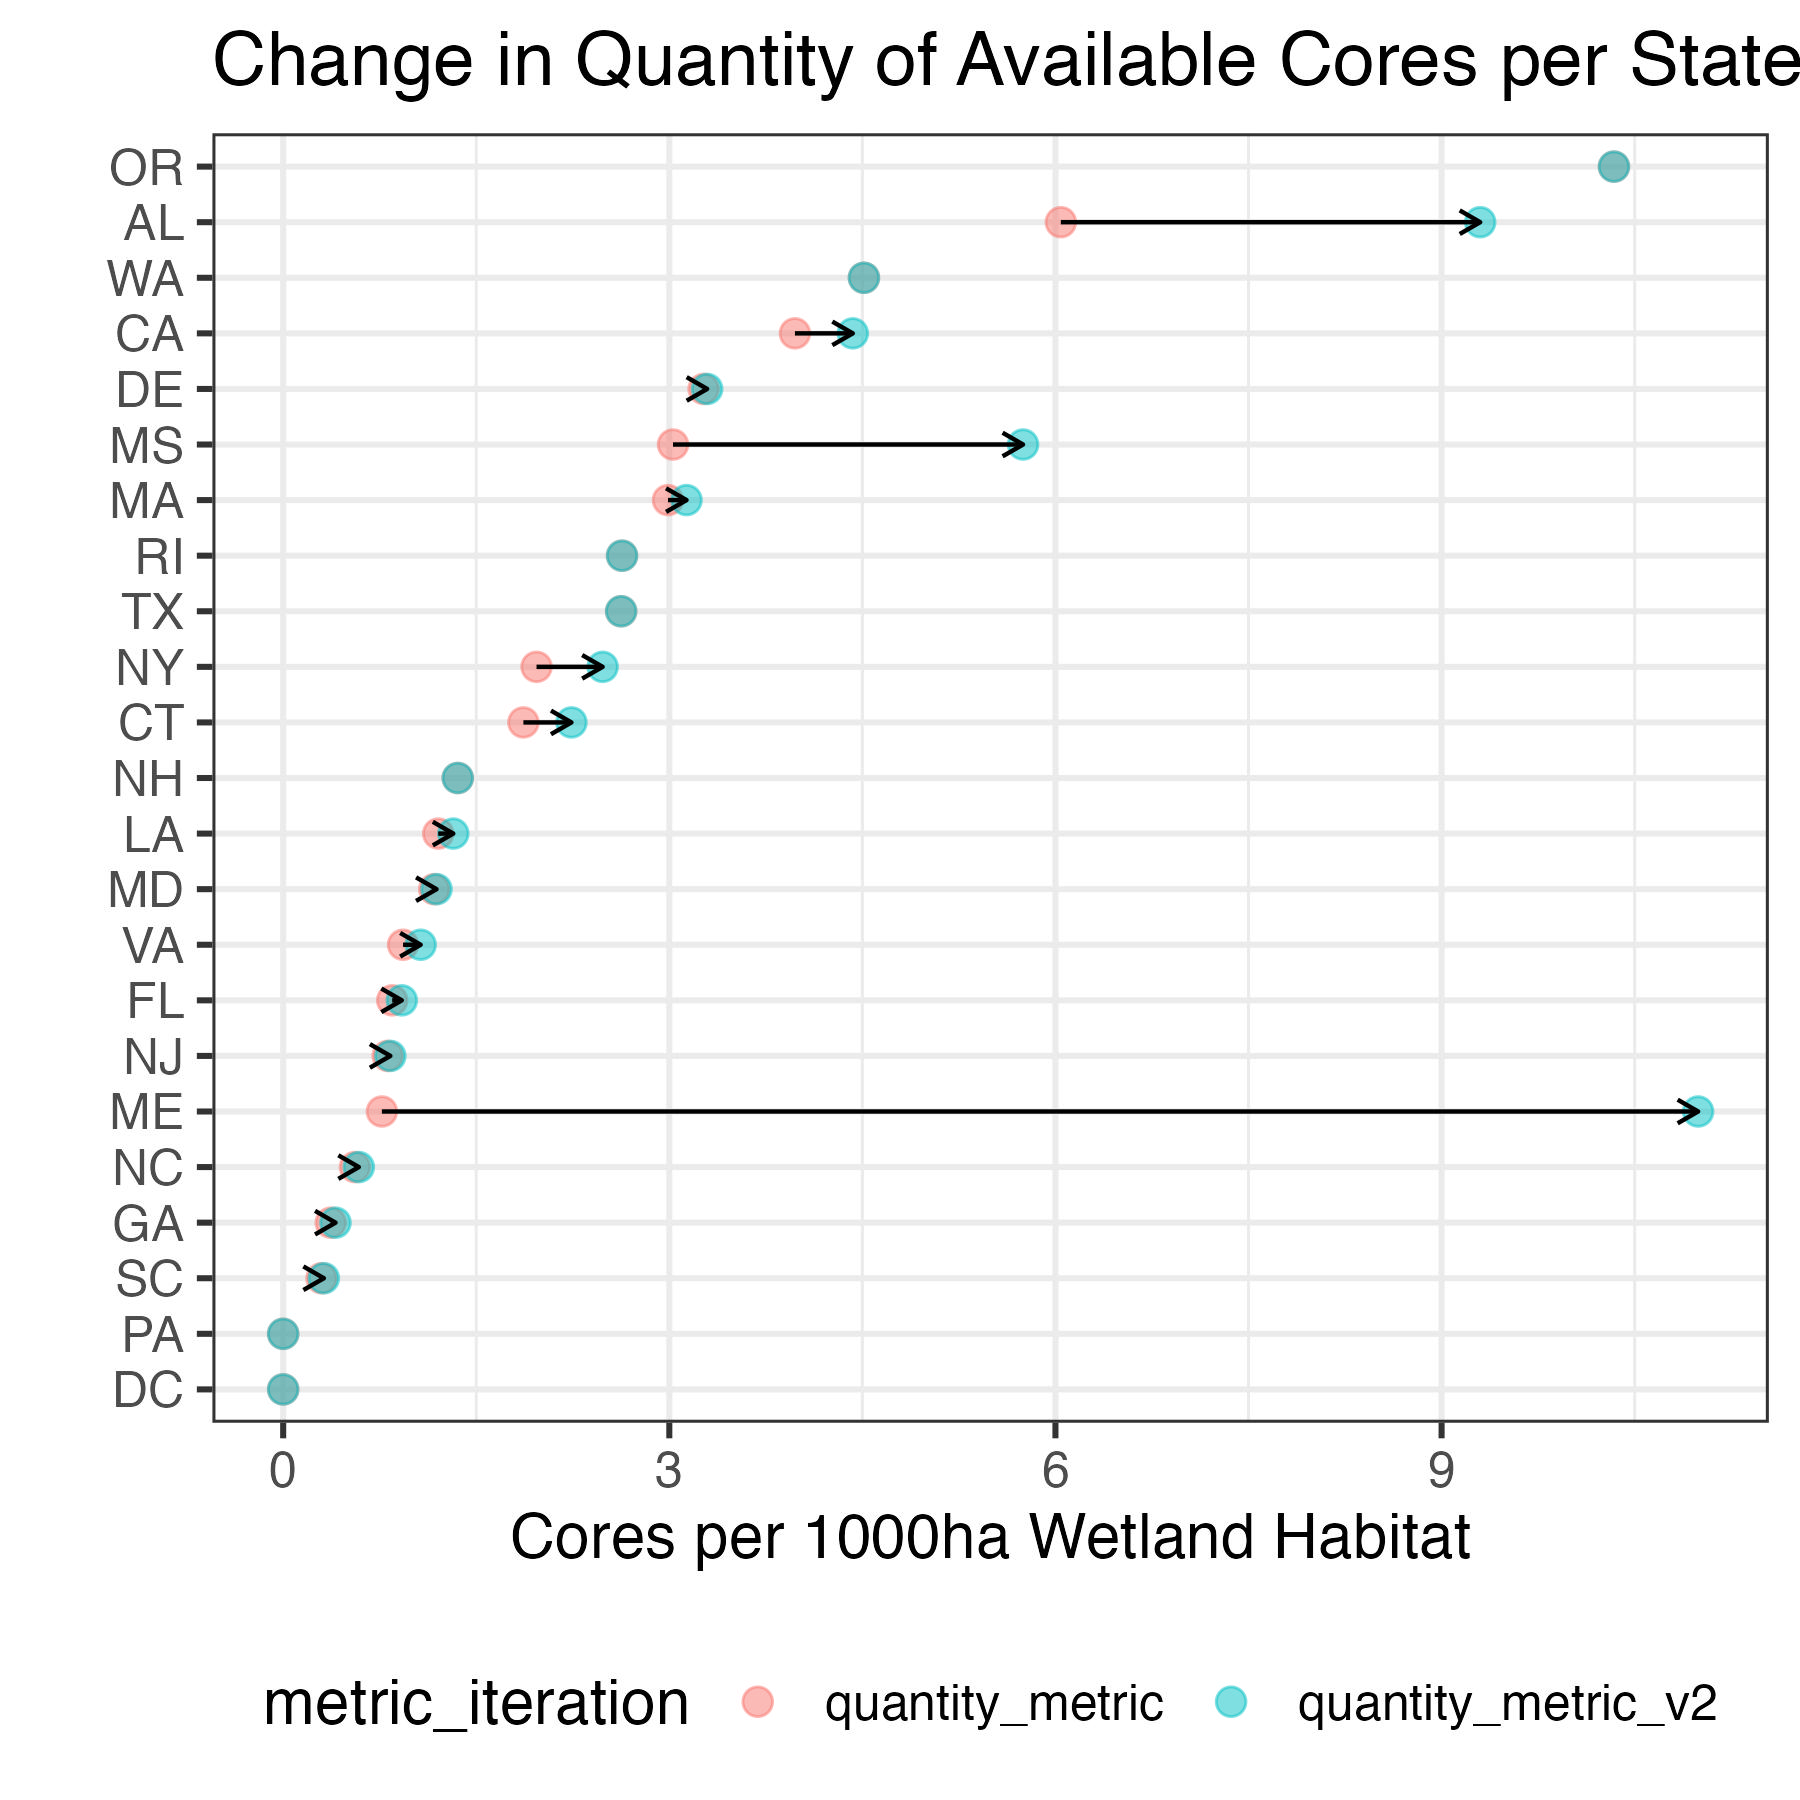 Change in Quantity of Available Cores per State
OR
AL
WA
CA
DE
MS
MA
RI
TX
NY
CT
NH
LA
MD
VA
FL
NJ
ME
NC
GA
SC
PA
DC
0 3 6 9
Cores per 1000ha Wetland Habitat
metric_iteration quantity_metric quantity_metric_v2